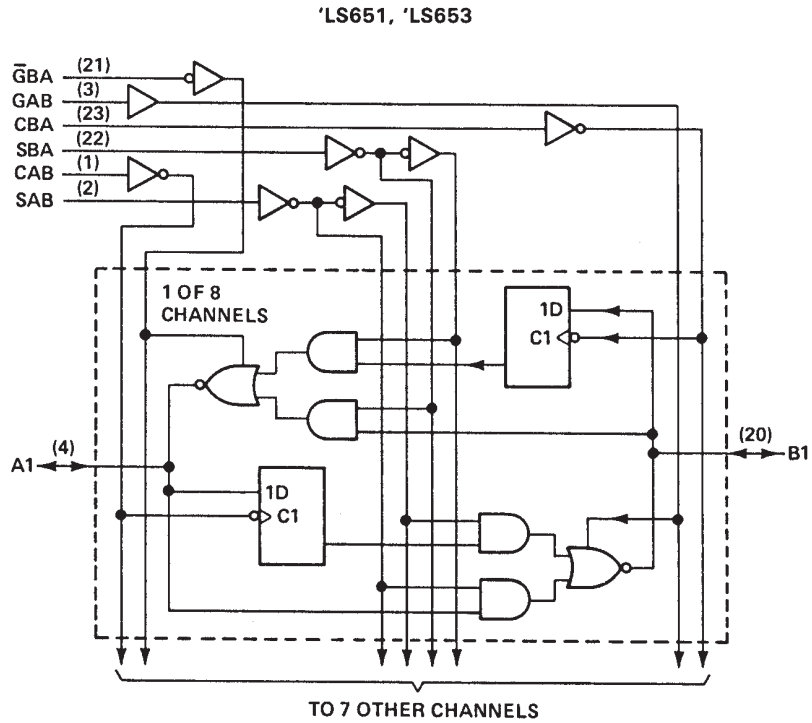 'LS651, 'LS653
G̅BA (21)
GAB (3)
CBA (23)
SBA (22)
CAB (1)
SAB (2)
1 OF 8
CHANNELS
1D
C1
A1 (4)
(20) B1
1D
C1
TO 7 OTHER CHANNELS